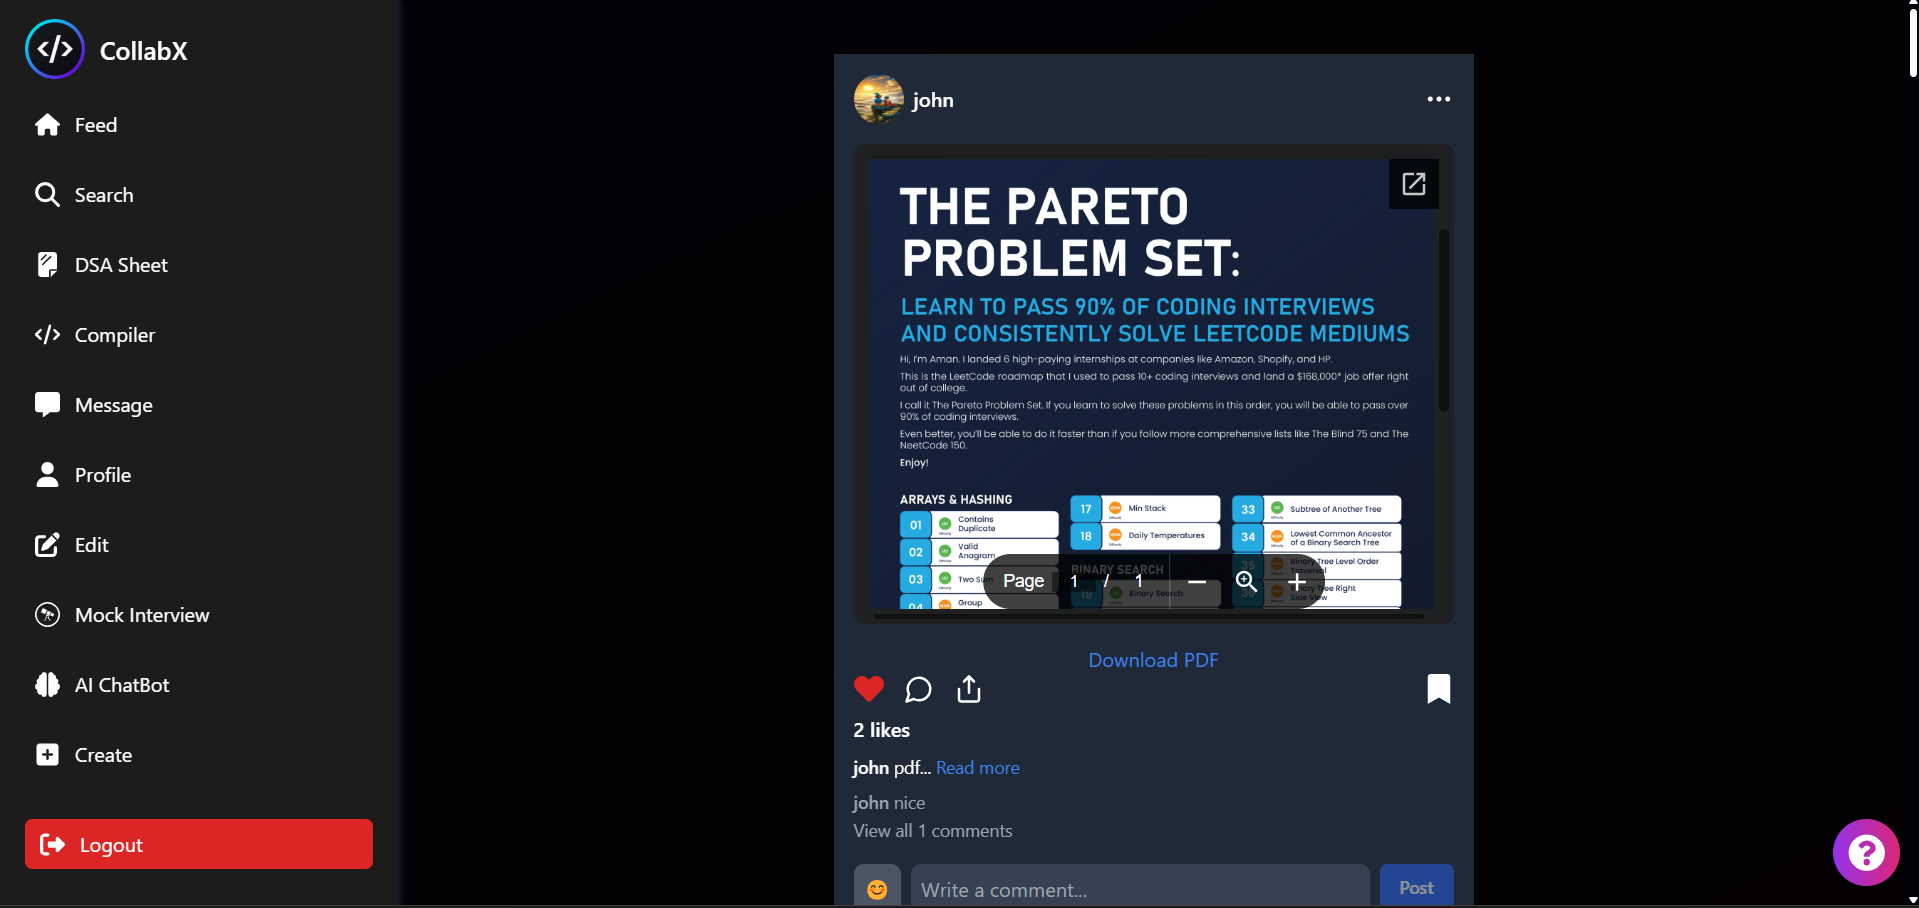 CollabX
Feed
Search
DSA Sheet
Compiler
Message
Profile
Edit
Mock Interview
AI ChatBot
Create
Logout
john
THE PARETO
PROBLEM SET:
LEARN TO PASS 90% OF CODING INTERVIEWS
AND CONSISTENTLY SOLVE LEETCODE MEDIUMS
Hi, I'm Aman. I landed 6 high-paying internships at companies like Amazon, Shopify, and HP.
This is the LeetCode roadmap that I used to pass 10+ coding interviews and land a $168,000* job offer right
out of college.
I call it The Pareto Problem Set. If you learn to solve these problems in this order, you will be able to pass over
90% of coding interviews.
Even better, you'll be able to do it faster than if you follow more comprehensive lists like The Blind 75 and The
NeetCode 150.
Enjoy!
ARRAYS & HASHING
01 Contains
Duplicate
02 Valid
Anagram
03 Two Sum
04 Group
17 Min Stack
18 Daily Temperatures
BINARY SEARCH
19 Binary Search
33 Subtree of Another Tree
34 Lowest Common Ancestor
of a Binary Search Tree
35 Binary Tree Level Order
Traversal
36 Binary Tree Right
Side View
Page 1 / 1
Download PDF
2 likes
john pdf... Read more
john nice
View all 1 comments
Write a comment...
Post